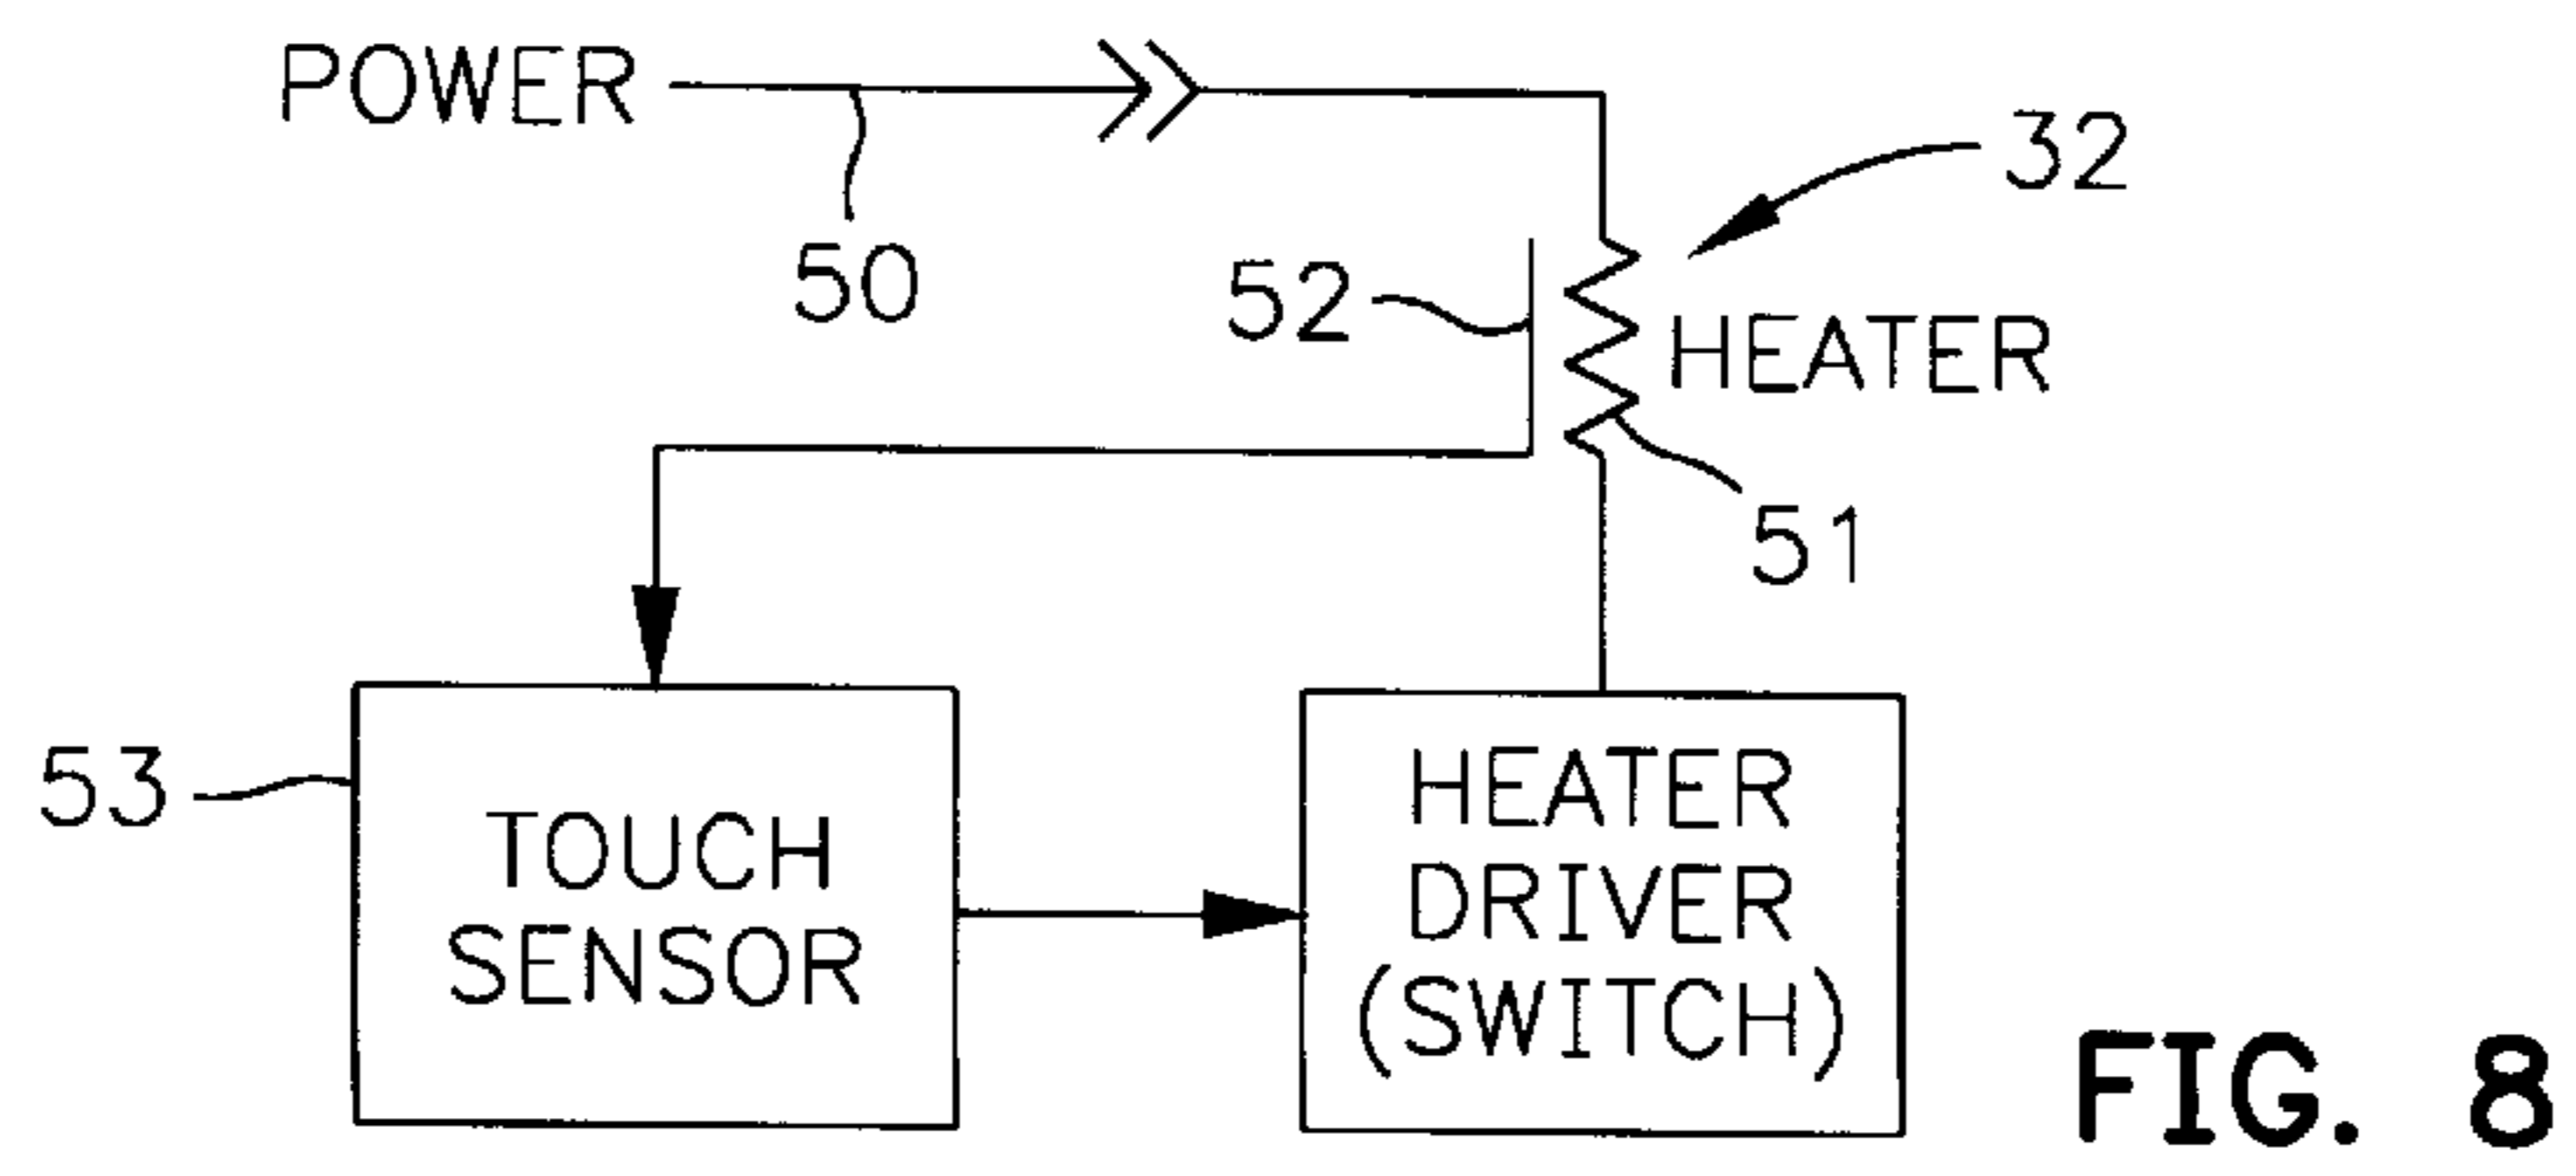 POWER
50
32
52
HEATER
51
53
TOUCH
SENSOR
HEATER
DRIVER
(SWITCH)
FIG. 8